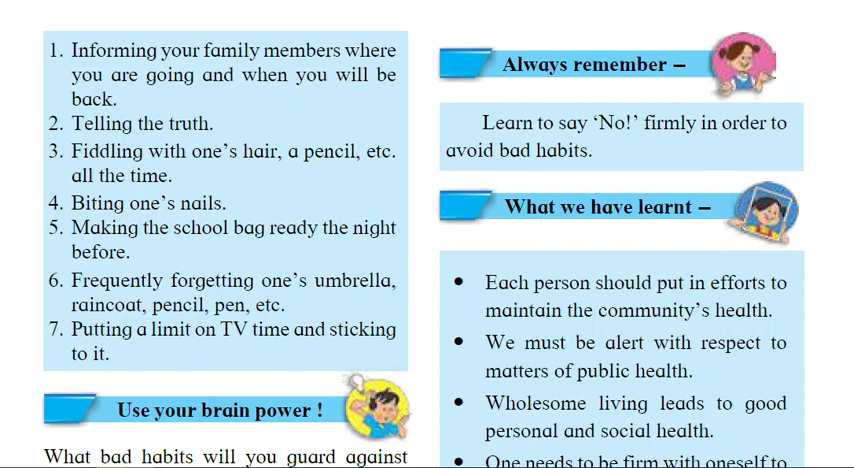 1. Informing your family members where
you are going and when you will be
back.
2. Telling the truth.
3. Fiddling with one’s hair, a pencil, etc.
all the time.
4. Biting one’s nails.
5. Making the school bag ready the night
before.
6. Frequently forgetting one’s umbrella,
raincoat, pencil, pen, etc.
7. Putting a limit on TV time and sticking
to it.
Use your brain power !
What bad habits will you guard against
Always remember –
Learn to say ‘No!’ firmly in order to
avoid bad habits.
What we have learnt –
• Each person should put in efforts to
maintain the community’s health.
• We must be alert with respect to
matters of public health.
• Wholesome living leads to good
personal and social health.
• One needs to be firm with oneself to